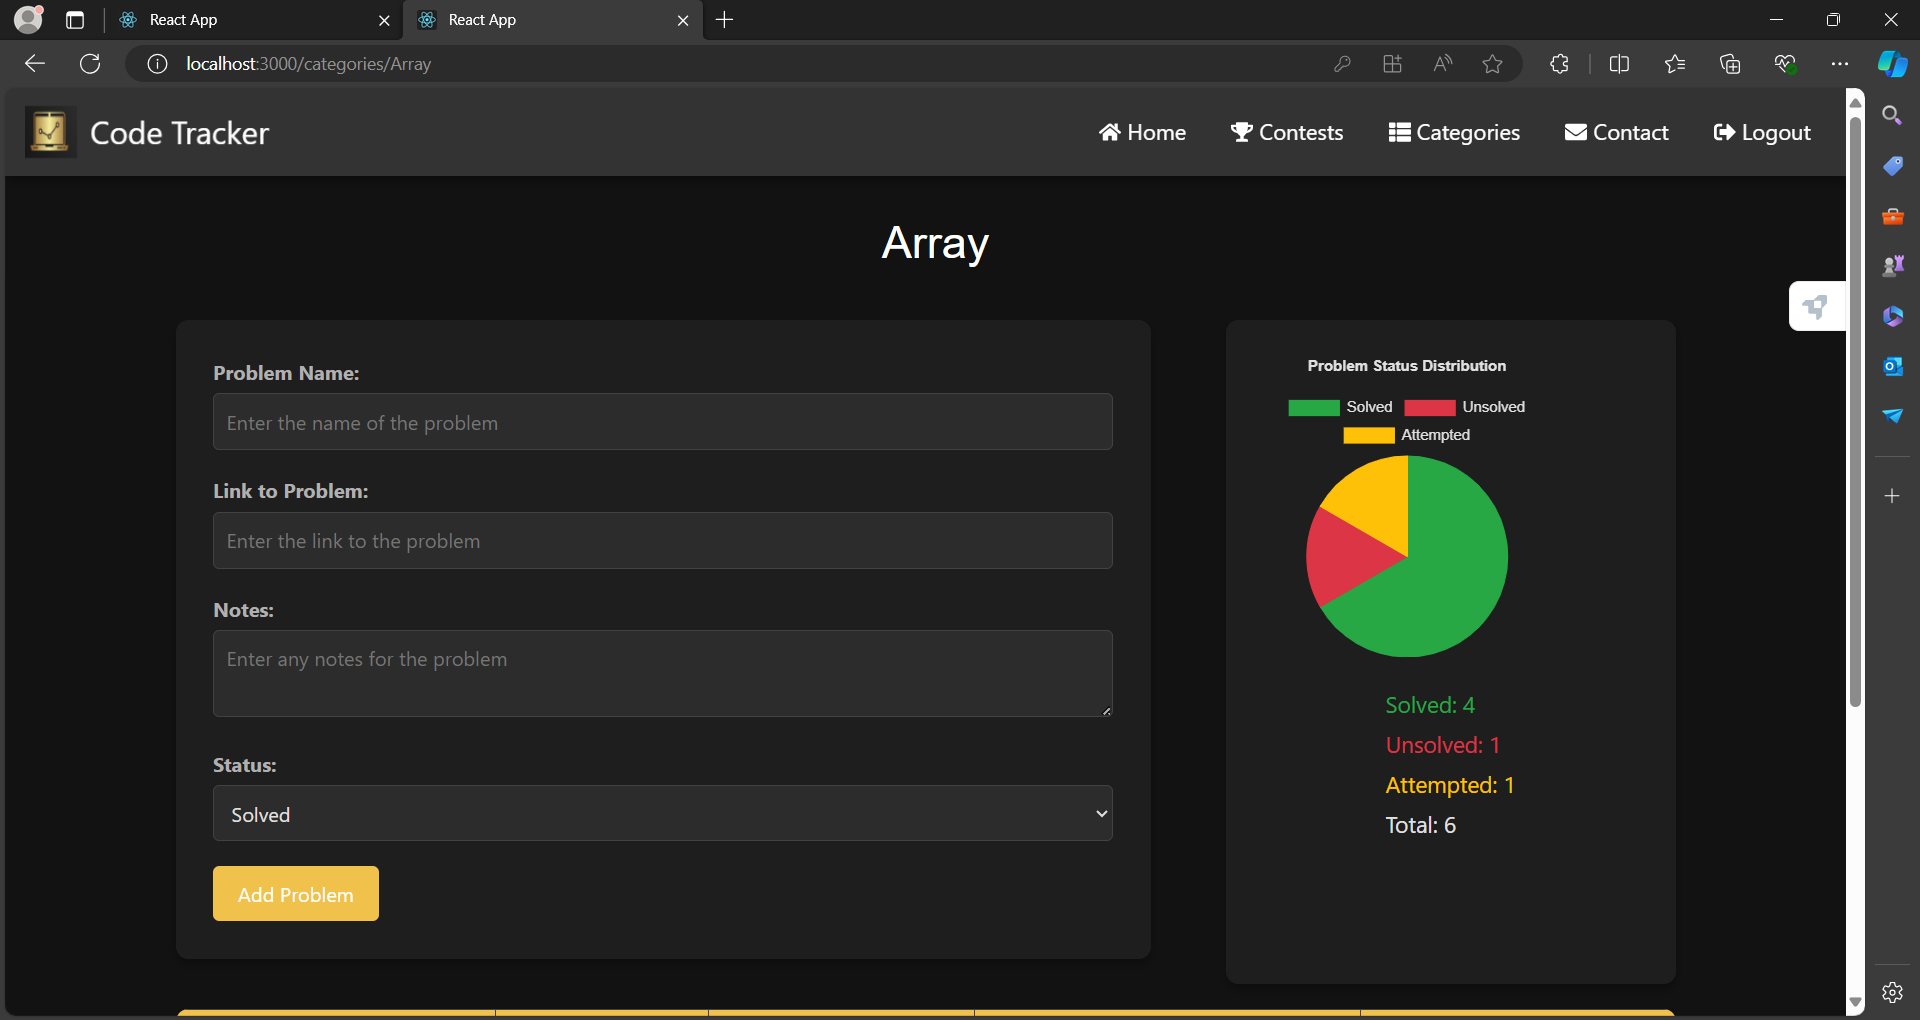 React App
React App
localhost:3000/categories/Array
Code Tracker
Home
Contests
Categories
Contact
Logout
Array
Problem Name:
Enter the name of the problem
Link to Problem:
Enter the link to the problem
Notes:
Enter any notes for the problem
Status:
Solved
Add Problem
Problem Status Distribution
Solved
Unsolved
Attempted
Solved: 4
Unsolved: 1
Attempted: 1
Total: 6